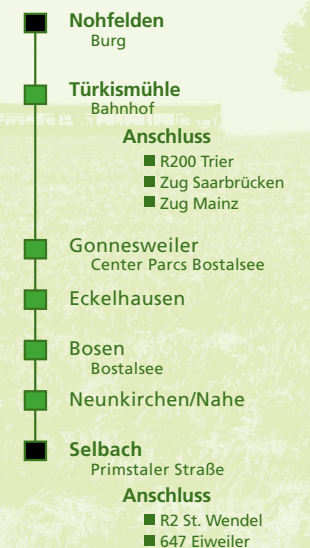 Nohfelden
Burg
Türkismühle
Bahnhof
Anschluss
R200 Trier
Zug Saarbrücken
Zug Mainz
Gonnesweiler
Center Parcs Bostalsee
Eckelhausen
Bosen
Bostalsee
Neunkirchen/Nahe
Selbach
Primstaler Straße
Anschluss
R2 St. Wendel
647 Eiweiler